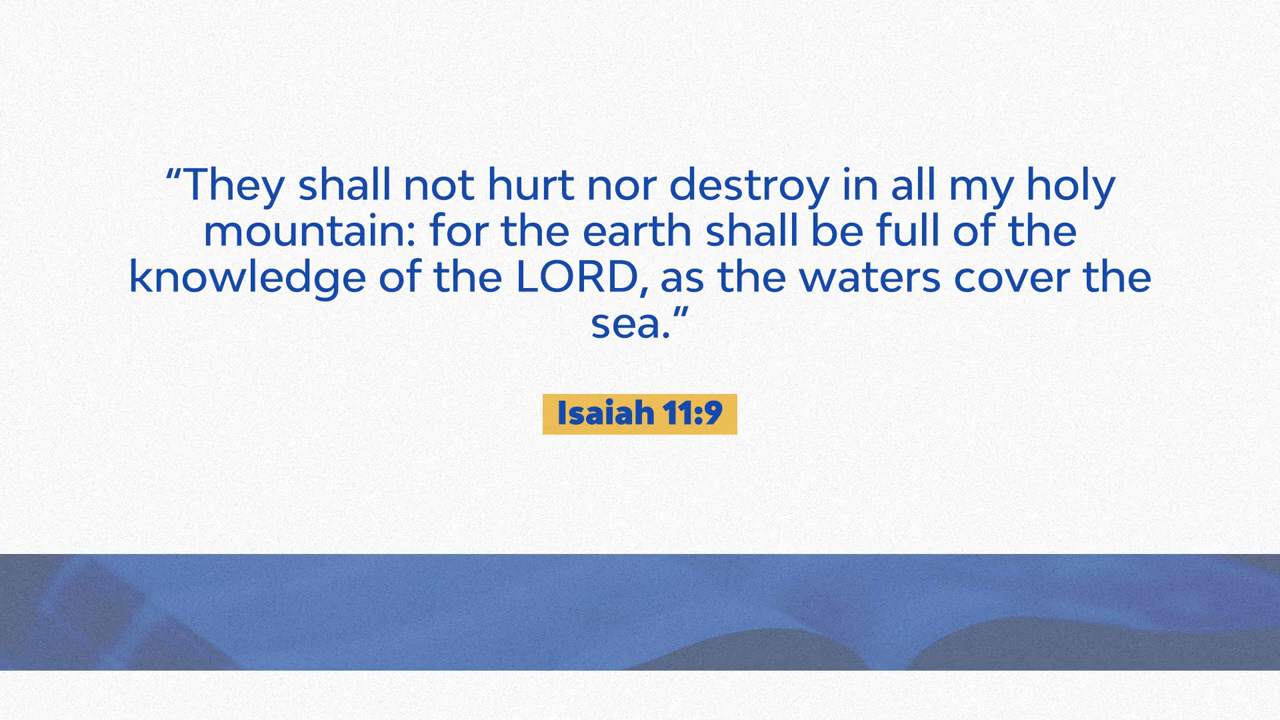 “They shall not hurt nor destroy in all my holy
mountain: for the earth shall be full of the
knowledge of the LORD, as the waters cover the
sea.”
Isaiah 11:9